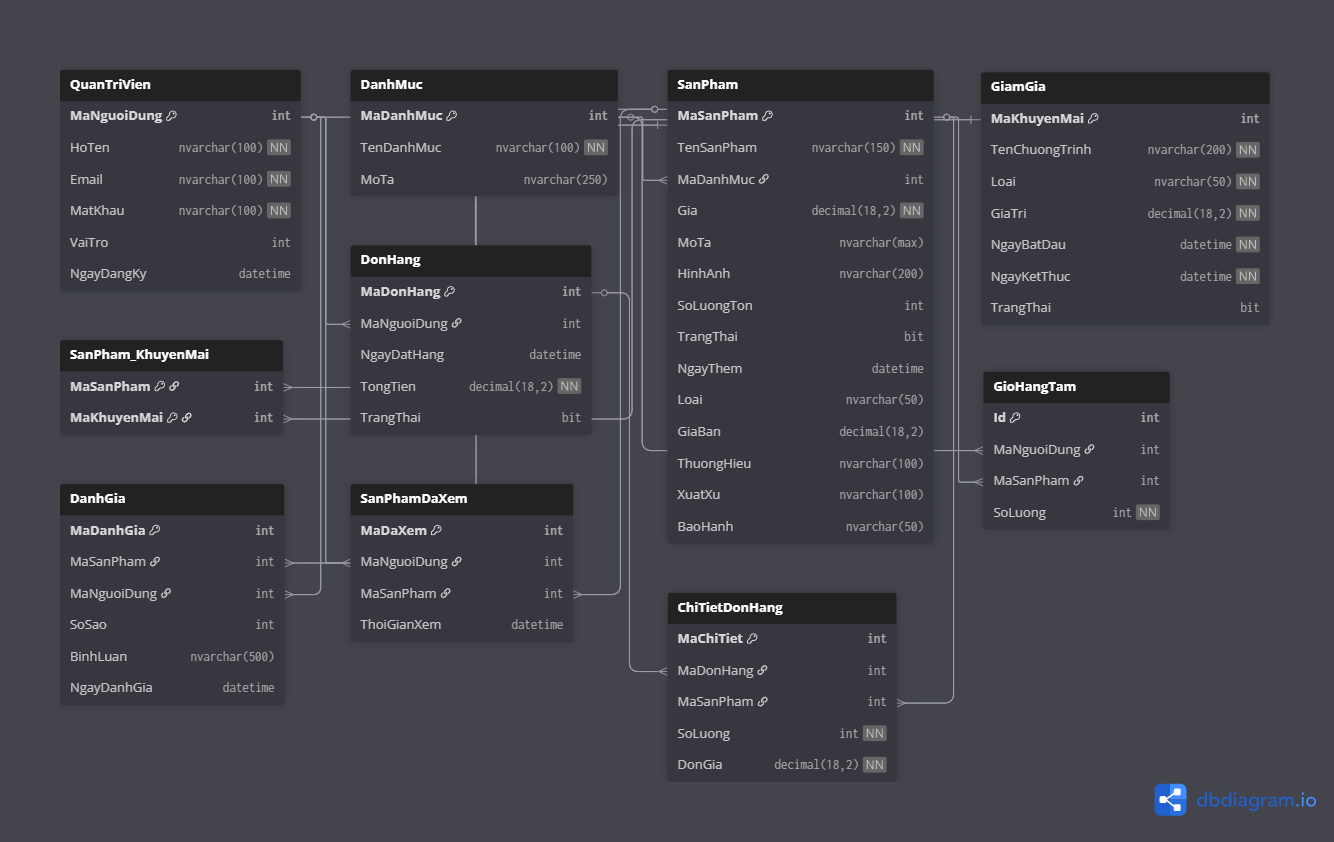 QuanTriVien
MaNguoiDung int
HoTen nvarchar(100) NN
Email nvarchar(100) NN
MatKhau nvarchar(100) NN
VaiTro int
NgayDangKy datetime
DanhMuc
MaDanhMuc int
TenDanhMuc nvarchar(100) NN
MoTa nvarchar(250)
SanPham
MaSanPham int
TenSanPham nvarchar(150) NN
MaDanhMuc int
Gia decimal(18,2) NN
MoTa nvarchar(max)
HinhAnh nvarchar(200)
SoLuongTon int
TrangThai bit
NgayThem datetime
Loai nvarchar(50)
GiaBan decimal(18,2)
ThuongHieu nvarchar(100)
XuatXu nvarchar(100)
BaoHanh nvarchar(50)
GiamGia
MaKhuyenMai int
TenChuongTrinh nvarchar(200) NN
Loai nvarchar(50) NN
GiaTri decimal(18,2) NN
NgayBatDau datetime NN
NgayKetThuc datetime NN
TrangThai bit
DonHang
MaDonHang int
MaNguoiDung int
NgayDatHang datetime
TongTien decimal(18,2) NN
TrangThai bit
SanPham_KhuyenMai
MaSanPham int
MaKhuyenMai int
GioHangTam
Id int
MaNguoiDung int
MaSanPham int
SoLuong int NN
DanhGia
MaDanhGia int
MaSanPham int
MaNguoiDung int
SoSao int
BinhLuan nvarchar(500)
NgayDanhGia datetime
SanPhamDaXem
MaDaXem int
MaNguoiDung int
MaSanPham int
ThoiGianXem datetime
ChiTietDonHang
MaChiTiet int
MaDonHang int
MaSanPham int
SoLuong int NN
DonGia decimal(18,2) NN
dbdiagram.io